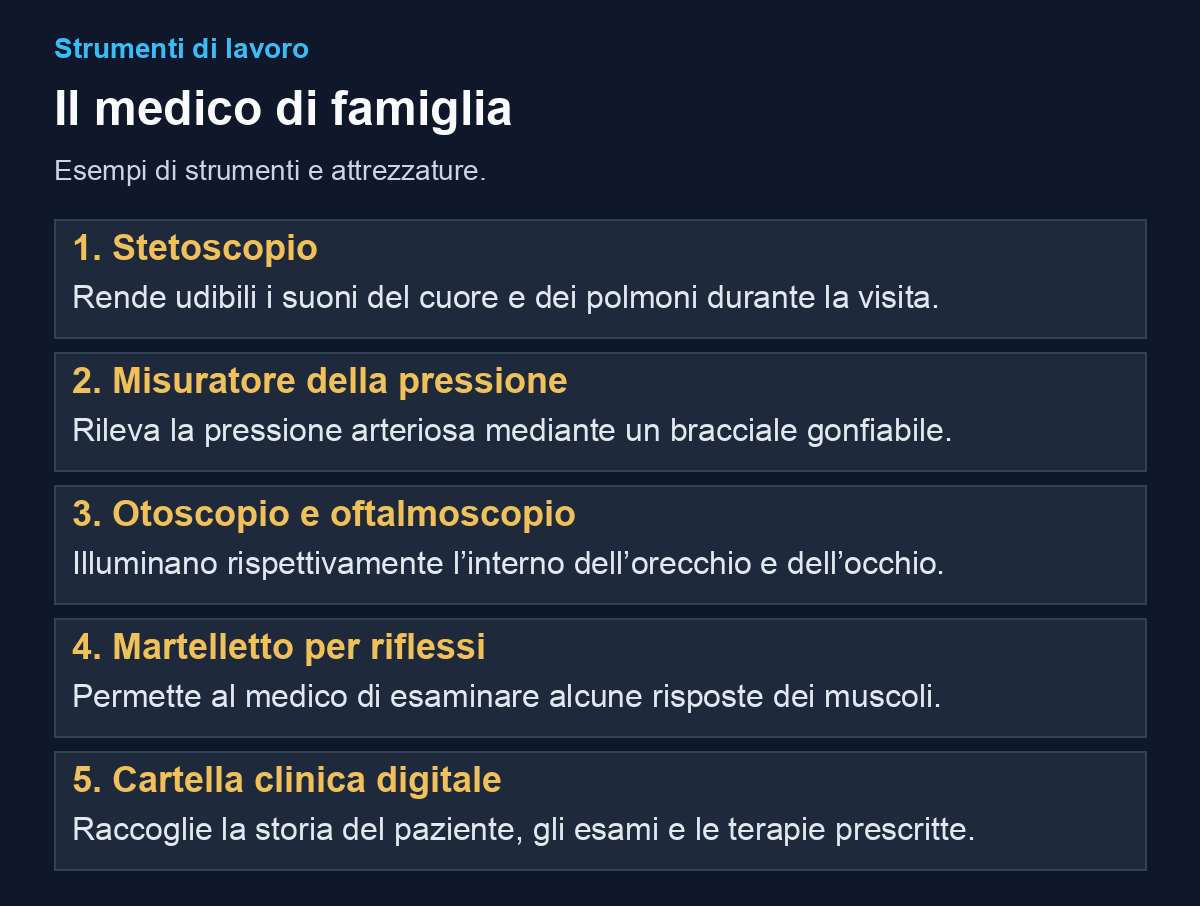 Strumenti di lavoro
Il medico di famiglia
Esempi di strumenti e attrezzature.
1. Stetoscopio
Rende udibili i suoni del cuore e dei polmoni durante la visita.
2. Misuratore della pressione
Rileva la pressione arteriosa mediante un bracciale gonfiabile.
3. Otoscopio e oftalmoscopio
Illuminano rispettivamente l’interno dell’orecchio e dell’occhio.
4. Martelletto per riflessi
Permette al medico di esaminare alcune risposte dei muscoli.
5. Cartella clinica digitale
Raccoglie la storia del paziente, gli esami e le terapie prescritte.